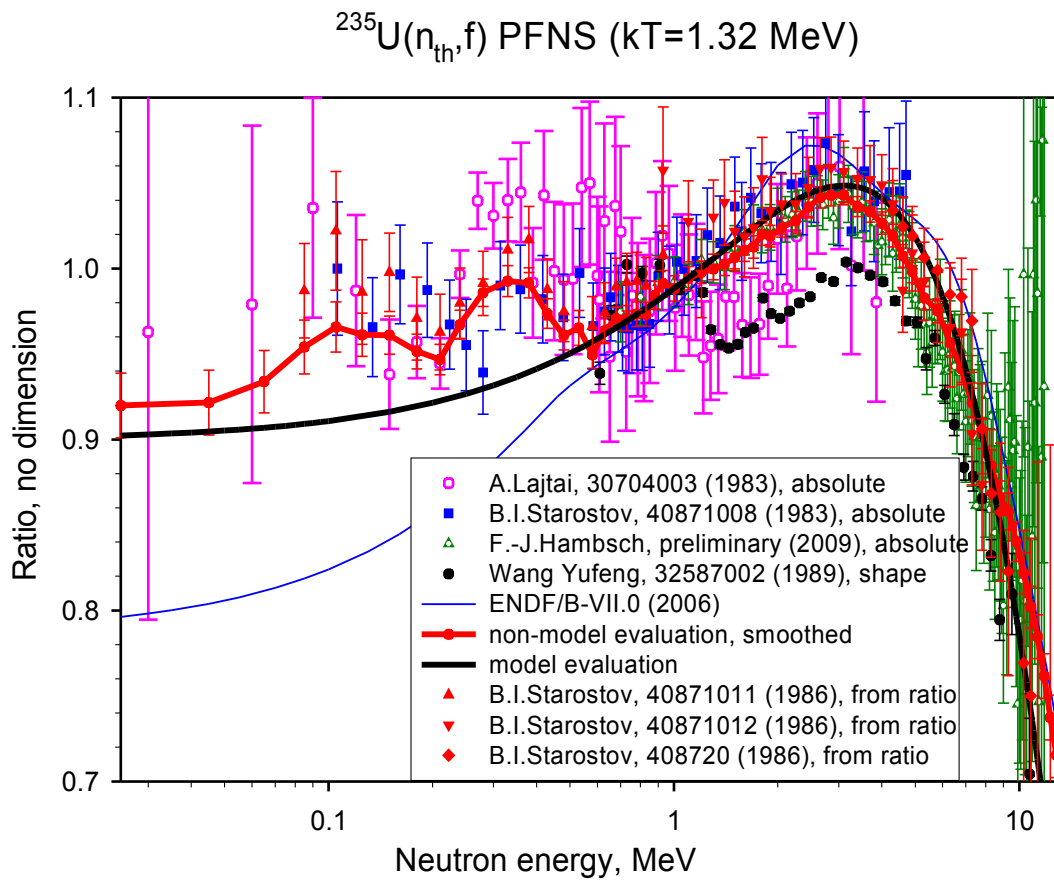 ²³⁵U(nₜₕ,f) PFNS (kT=1.32 MeV)
1.1
1.0
0.9
0.8
0.7
Ratio, no dimension
A.Lajtai, 30704003 (1983), absolute
B.I.Starostov, 40871008 (1983), absolute
F.-J.Hambsch, preliminary (2009), absolute
Wang Yufeng, 32587002 (1989), shape
ENDF/B-VII.0 (2006)
non-model evaluation, smoothed
model evaluation
B.I.Starostov, 40871011 (1986), from ratio
B.I.Starostov, 40871012 (1986), from ratio
B.I.Starostov, 408720 (1986), from ratio
0.1 1 10
Neutron energy, MeV